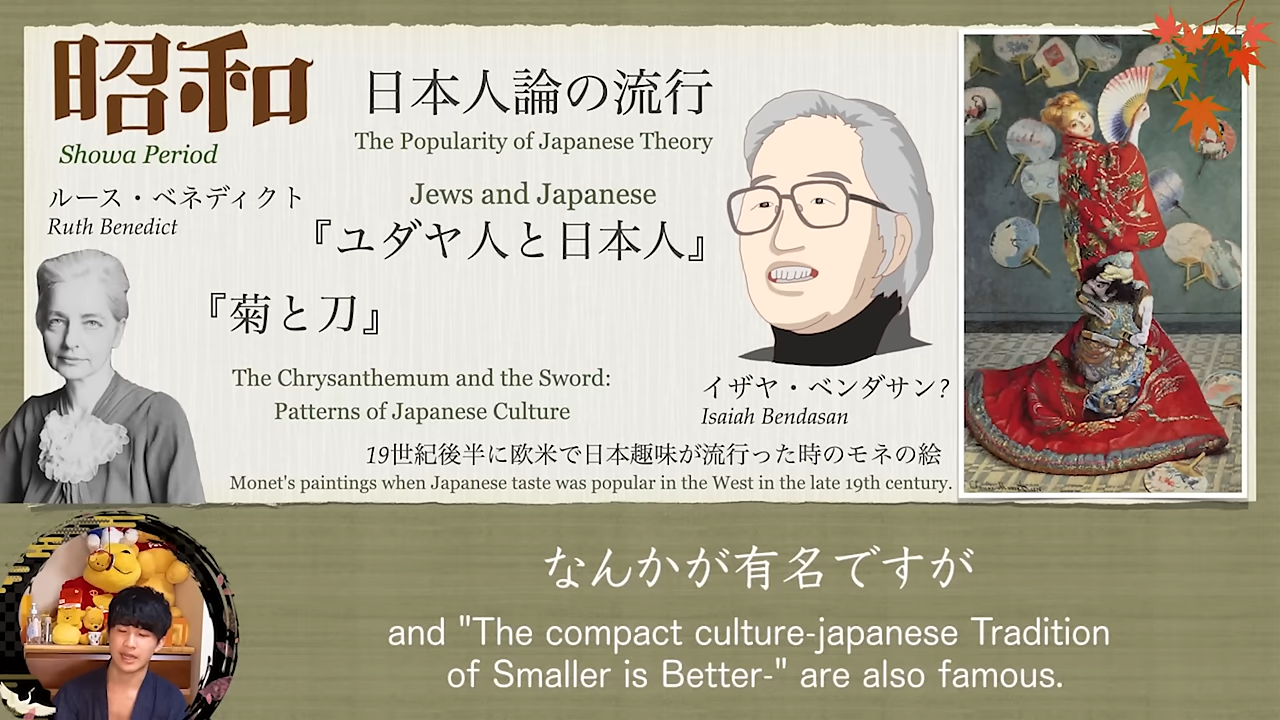 昭和
Showa Period
日本人論の流行
The Popularity of Japanese Theory
ルース・ベネディクト
Ruth Benedict
Jews and Japanese
『ユダヤ人と日本人』
『菊と刀』
The Chrysanthemum and the Sword:
Patterns of Japanese Culture
イザヤ・ベンダサン?
Isaiah Bendasan
19世紀後半に欧米で日本趣味が流行った時のモネの絵
Monet's paintings when Japanese taste was popular in the West in the late 19th century.
なんかが有名ですが
and "The compact culture-japanese Tradition
of Smaller is Better-" are also famous.